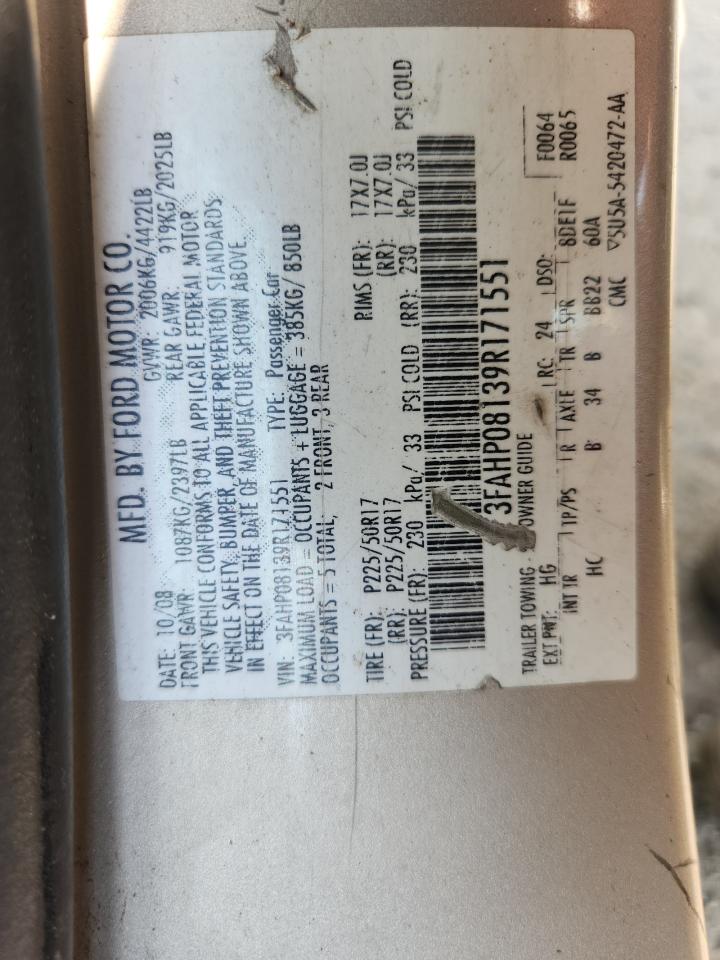 MFD. BY FORD MOTOR CO.
DATE: 10/08 GVWR: 2006KG/4422LB
FRONT GAWR: 1087KG/2397LB REAR GAWR: 919KG/2025LB
THIS VEHICLE CONFORMS TO ALL APPLICABLE FEDERAL MOTOR
VEHICLE SAFETY, BUMPER, AND THEFT PREVENTION STANDARDS
IN EFFECT ON THE DATE OF MANUFACTURE SHOWN ABOVE.
VIN: 3FAHP08139R171551 TYPE: Passenger Car
MAXIMUM LOAD = OCCUPANTS + LUGGAGE = 385KG/ 850LB
OCCUPANTS = 5 TOTAL, 2 FRONT, 3 REAR
TIRE (FR): P225/50R17 RIMS (FR): 17X7.0J
(RR): P225/50R17 (RR): 17X7.0J
PRESSURE (FR): 230 kPa/ 33 PSI COLD (RR): 230 kPa/ 33 PSI COLD
3FAHP08139R171551
TRAILER TOWING - OWNER GUIDE F0064
EXT PNT: HG RC: 24 DSO: R0065
INT TR TP/PS R AXLE TR SPR 8DE1F
HC B 34 B BB22 60A
CMC ▽5U5A-5420472-AA